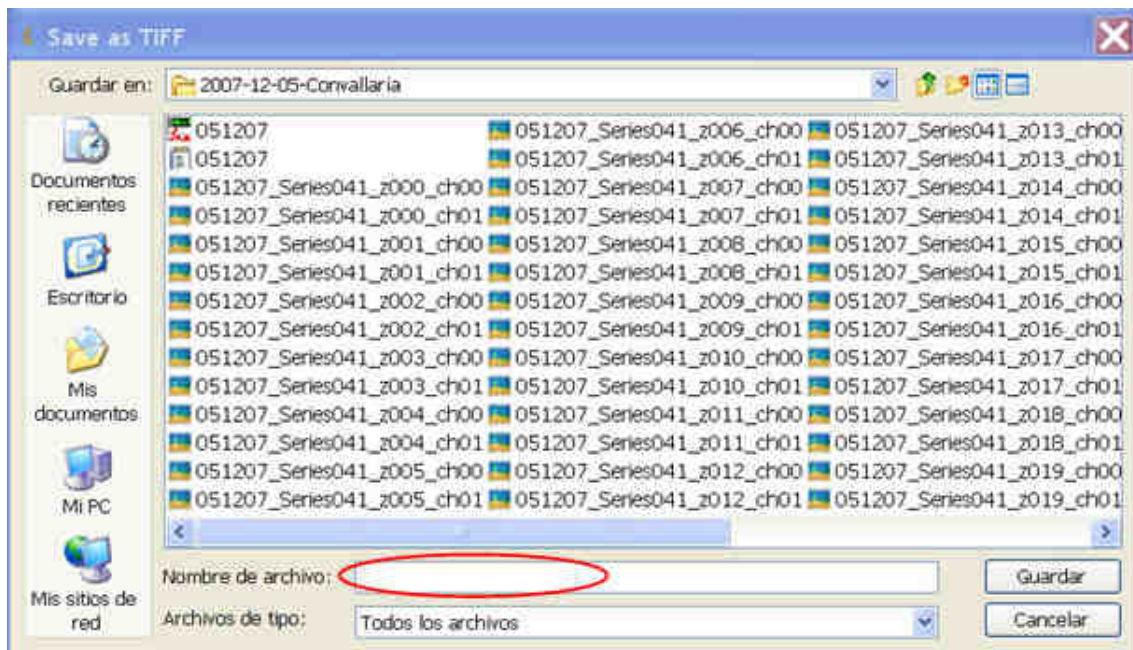 Save as TIFF
Guardar en: 2007-12-05-Convallaria
Documentos
recientes
Escritorio
Mis
documentos
Mi PC
Mis sitios de
red
051207
051207
051207_Series041_z000_ch00
051207_Series041_z000_ch01
051207_Series041_z001_ch00
051207_Series041_z001_ch01
051207_Series041_z002_ch00
051207_Series041_z002_ch01
051207_Series041_z003_ch00
051207_Series041_z003_ch01
051207_Series041_z004_ch00
051207_Series041_z004_ch01
051207_Series041_z005_ch00
051207_Series041_z005_ch01
051207_Series041_z006_ch00
051207_Series041_z006_ch01
051207_Series041_z007_ch00
051207_Series041_z007_ch01
051207_Series041_z008_ch00
051207_Series041_z008_ch01
051207_Series041_z009_ch00
051207_Series041_z009_ch01
051207_Series041_z010_ch00
051207_Series041_z010_ch01
051207_Series041_z011_ch00
051207_Series041_z011_ch01
051207_Series041_z012_ch00
051207_Series041_z012_ch01
051207_Series041_z013_ch00
051207_Series041_z013_ch01
051207_Series041_z014_ch00
051207_Series041_z014_ch01
051207_Series041_z015_ch00
051207_Series041_z015_ch01
051207_Series041_z016_ch00
051207_Series041_z016_ch01
051207_Series041_z017_ch00
051207_Series041_z017_ch01
051207_Series041_z018_ch00
051207_Series041_z018_ch01
051207_Series041_z019_ch00
051207_Series041_z019_ch01
Nombre de archivo:
Guardar
Archivos de tipo: Todos los archivos
Cancelar